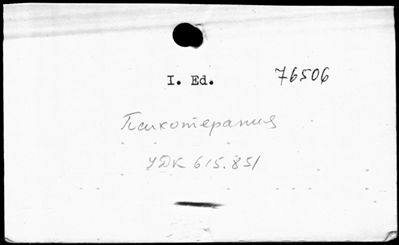 I. Ed. 76506
Психотерапия
УДК 615.851